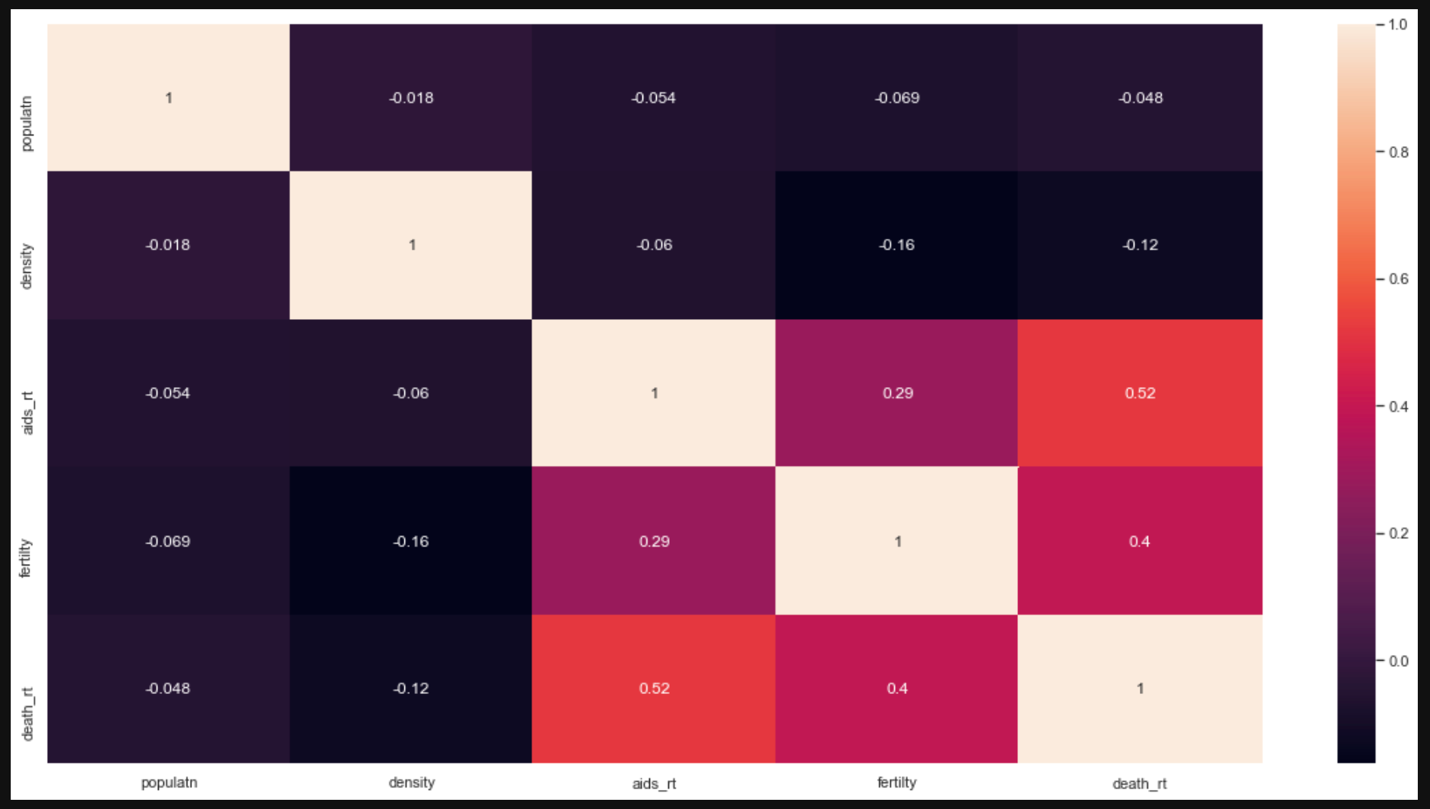 populatn 1 -0.018 -0.054 -0.069 -0.048
density -0.018 1 -0.06 -0.16 -0.12
aids_rt -0.054 -0.06 1 0.29 0.52
fertilty -0.069 -0.16 0.29 1 0.4
death_rt -0.048 -0.12 0.52 0.4 1
populatn density aids_rt fertilty death_rt
1.0
0.8
0.6
0.4
0.2
0.0